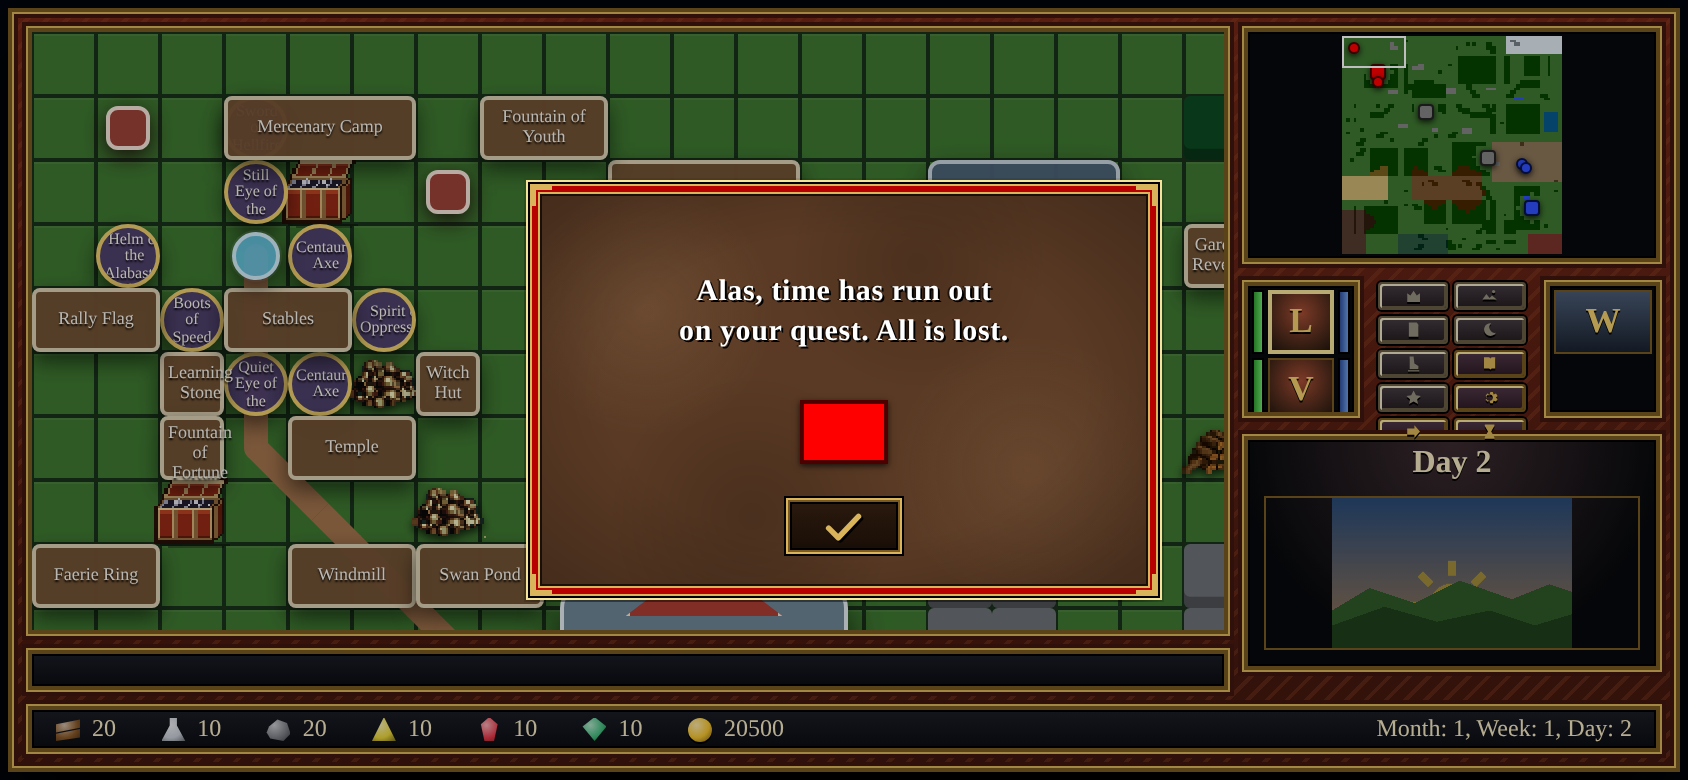 Mercenary Camp
Fountain of
Youth
Still
Eye of
the
Helm of
the
Alabast
Centaur
Axe
Rally Flag
Boots
of
Speed
Stables
Spirit
Oppress
Learning
Stone
Quiet
Eye of
the
Centaur
Axe
Witch
Hut
Fountain
of
Fortune
Temple
Faerie Ring
Windmill
Swan Pond
Alas, time has run out
on your quest. All is lost.
L
V
W
Day 2
20
10
20
10
10
10
20500
Month: 1, Week: 1, Day: 2